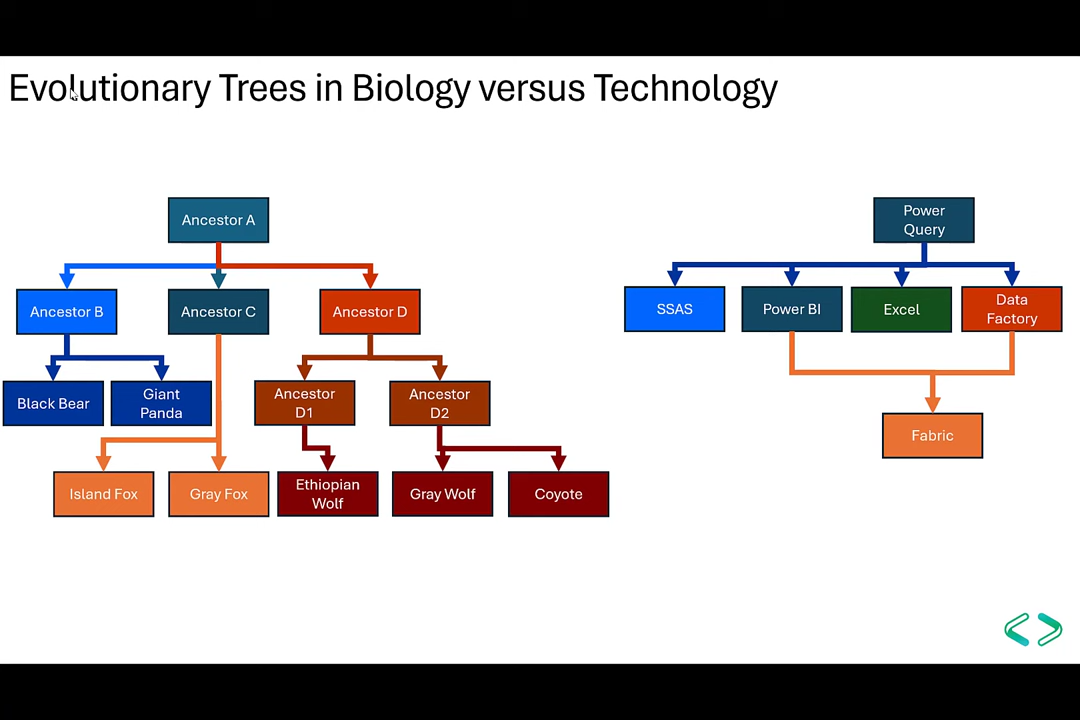 Evolutionary Trees in Biology versus Technology
Ancestor A
Ancestor B
Ancestor C
Ancestor D
Black Bear
Giant
Panda
Ancestor
D1
Ancestor
D2
Island Fox
Gray Fox
Ethiopian
Wolf
Gray Wolf
Coyote
Power
Query
SSAS
Power BI
Excel
Data
Factory
Fabric